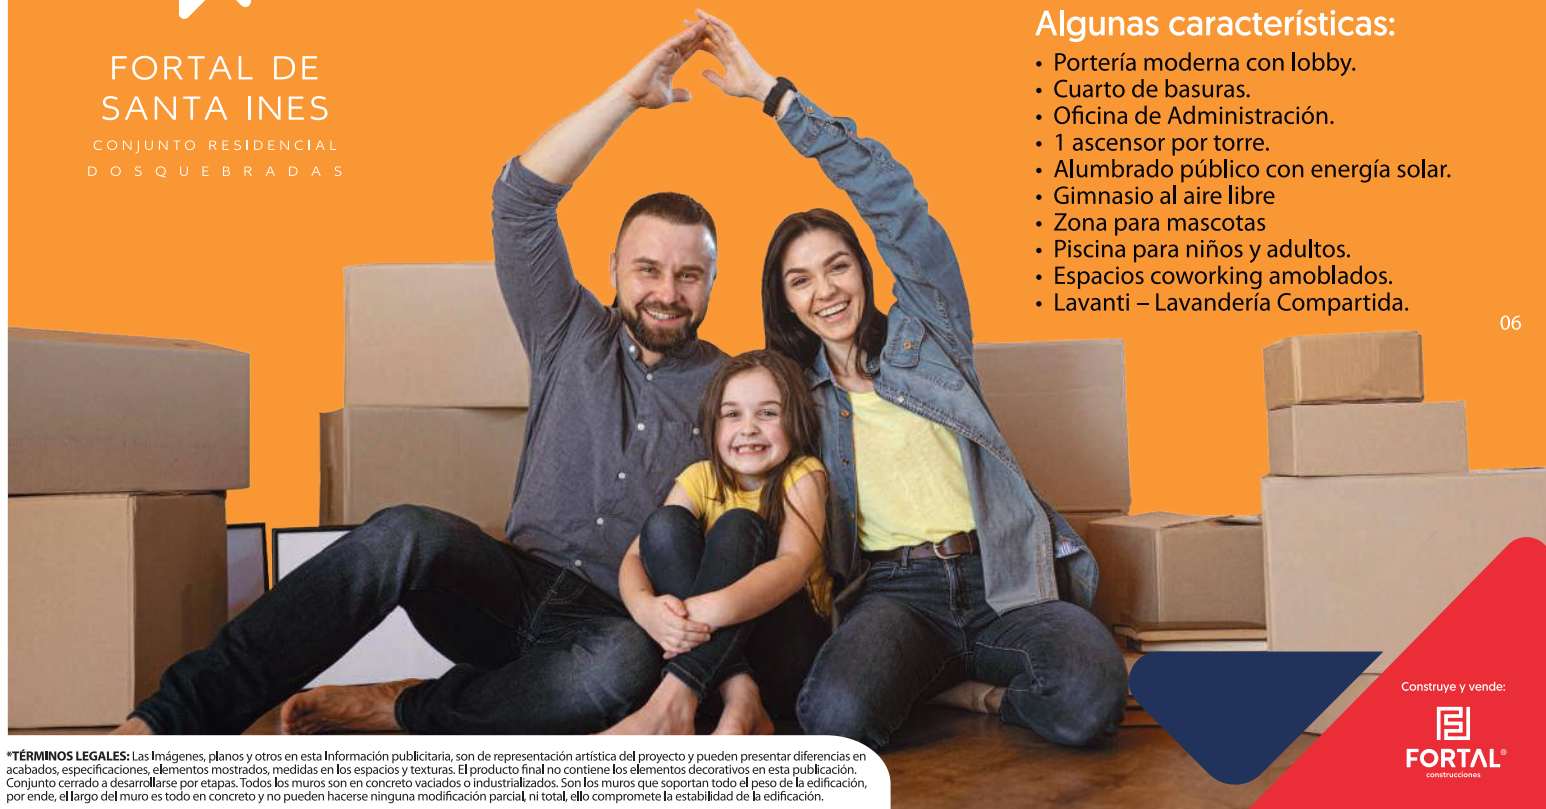 FORTAL DE
SANTA INES
CONJUNTO RESIDENCIAL
DOSQUEBRADAS
Algunas características:
• Portería moderna con lobby.
• Cuarto de basuras.
• Oficina de Administración.
• 1 ascensor por torre.
• Alumbrado público con energía solar.
• Gimnasio al aire libre
• Zona para mascotas
• Piscina para niños y adultos.
• Espacios coworking amoblados.
• Lavanti – Lavandería Compartida.
06
Construye y vende:
FORTAL®
construcciones
*TÉRMINOS LEGALES: Las Imágenes, planos y otros en esta Información publicitaria, son de representación artística del proyecto y pueden presentar diferencias en
acabados, especificaciones, elementos mostrados, medidas en los espacios y texturas. El producto final no contiene los elementos decorativos en esta publicación.
Conjunto cerrado a desarrollarse por etapas. Todos los muros son en concreto vaciados o industrializados. Son los muros que soportan todo el peso de la edificación,
por ende, el largo del muro es todo en concreto y no pueden hacerse ninguna modificación parcial, ni total, ello compromete la estabilidad de la edificación.